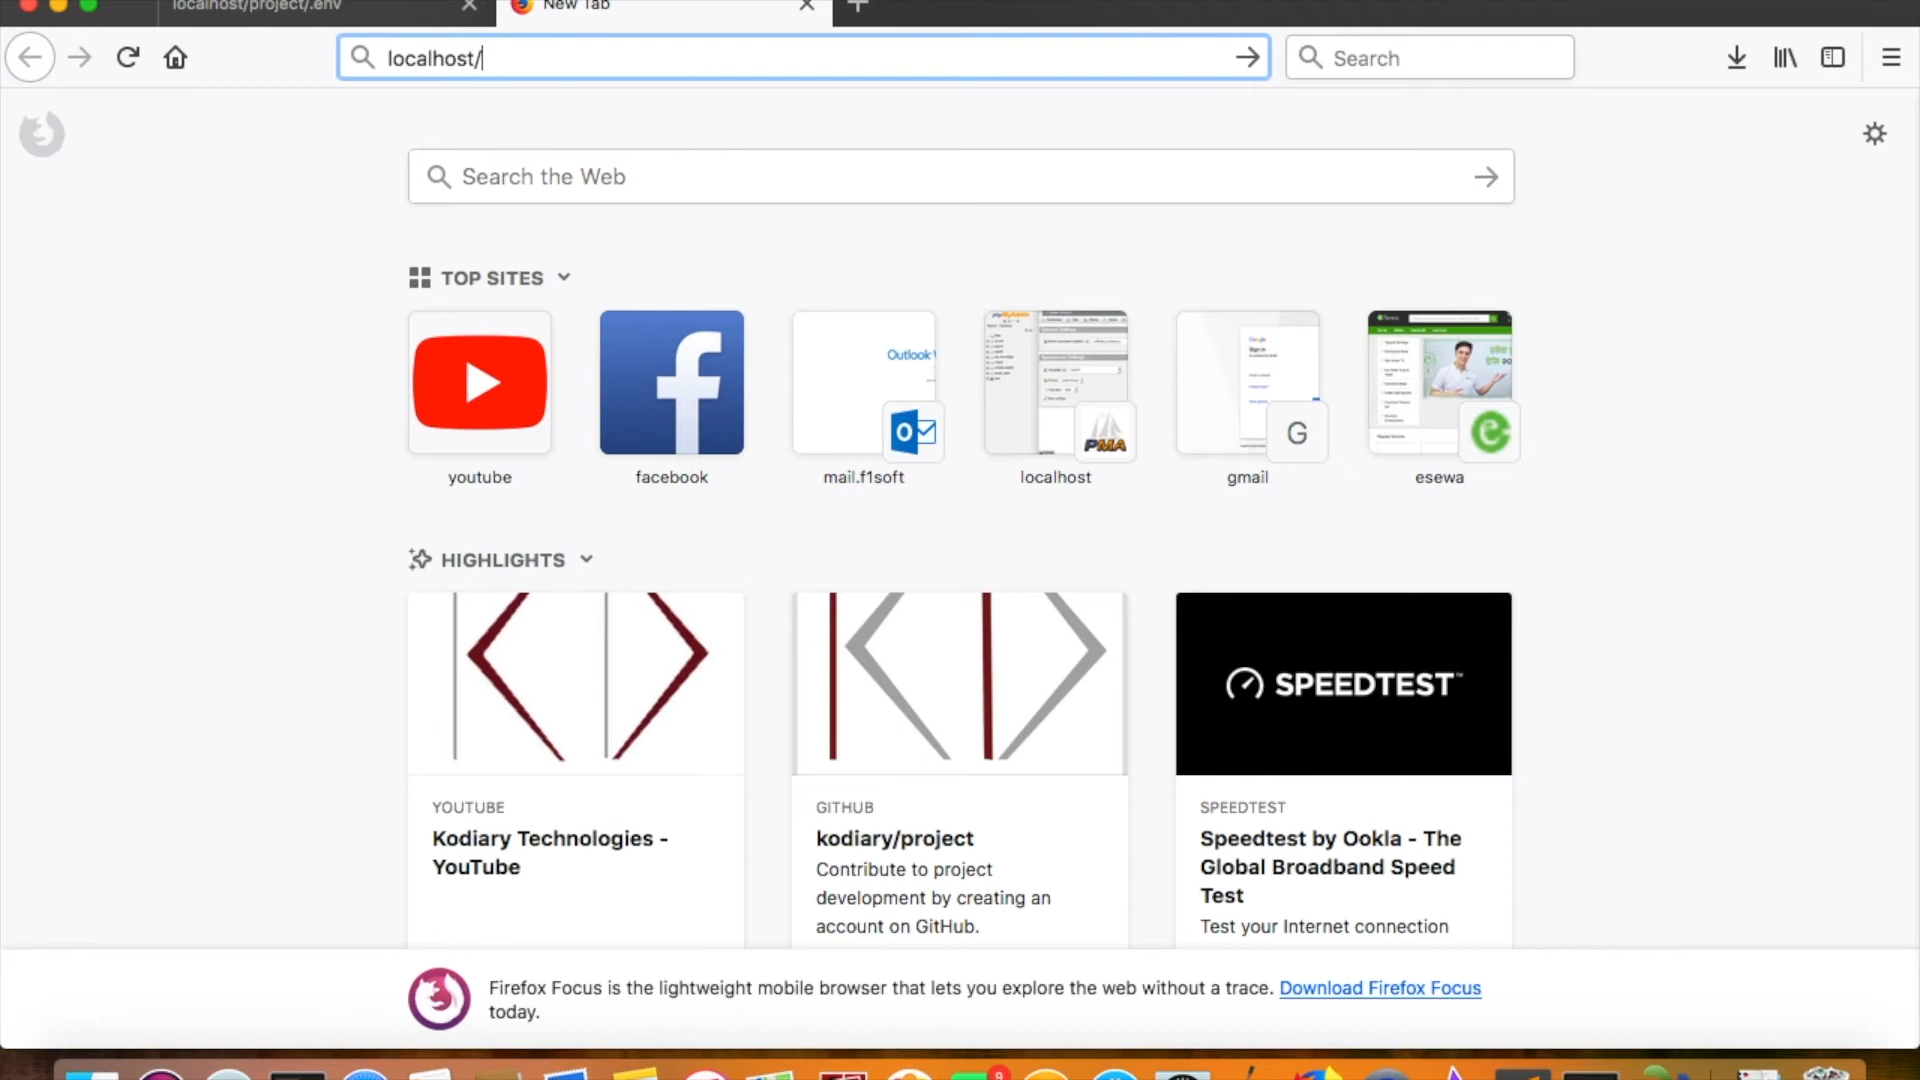 localhost/project/.env
New Tab
localhost/
Search
Search the Web
TOP SITES
Outlook
PMA
G
youtube
facebook
mail.f1soft
localhost
gmail
esewa
HIGHLIGHTS
SPEEDTEST
YOUTUBE
Kodiary Technologies -
YouTube
GITHUB
kodiary/project
Contribute to project
development by creating an
account on GitHub.
SPEEDTEST
Speedtest by Ookla - The
Global Broadband Speed
Test
Test your Internet connection
Firefox Focus is the lightweight mobile browser that lets you explore the web without a trace. Download Firefox Focus
today.